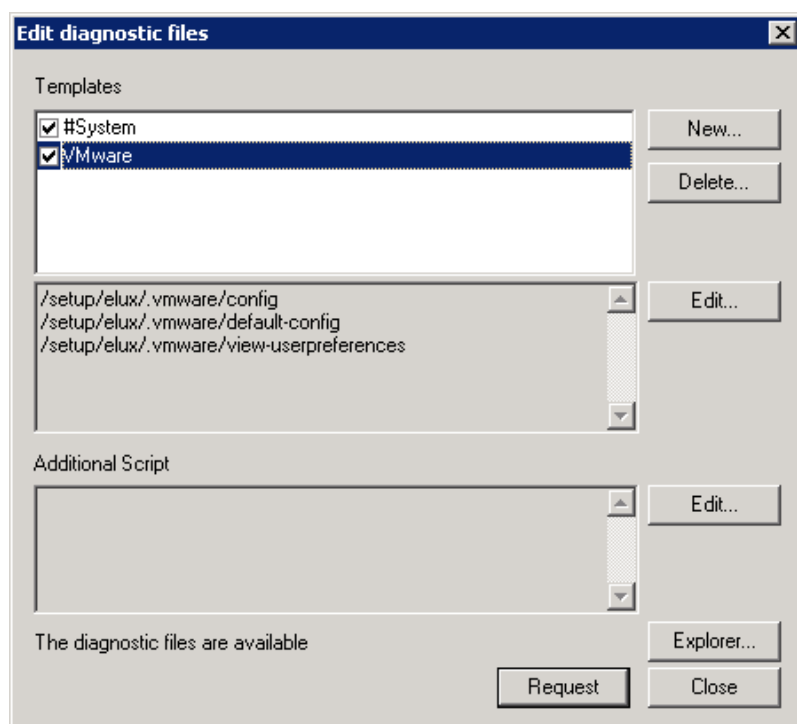 Edit diagnostic files
Templates
#System
VMware
New...
Delete...
/setup/elux/.vmware/config
/setup/elux/.vmware/default-config
/setup/elux/.vmware/view-userpreferences
Edit...
Additional Script
Edit...
The diagnostic files are available
Explorer...
Request
Close